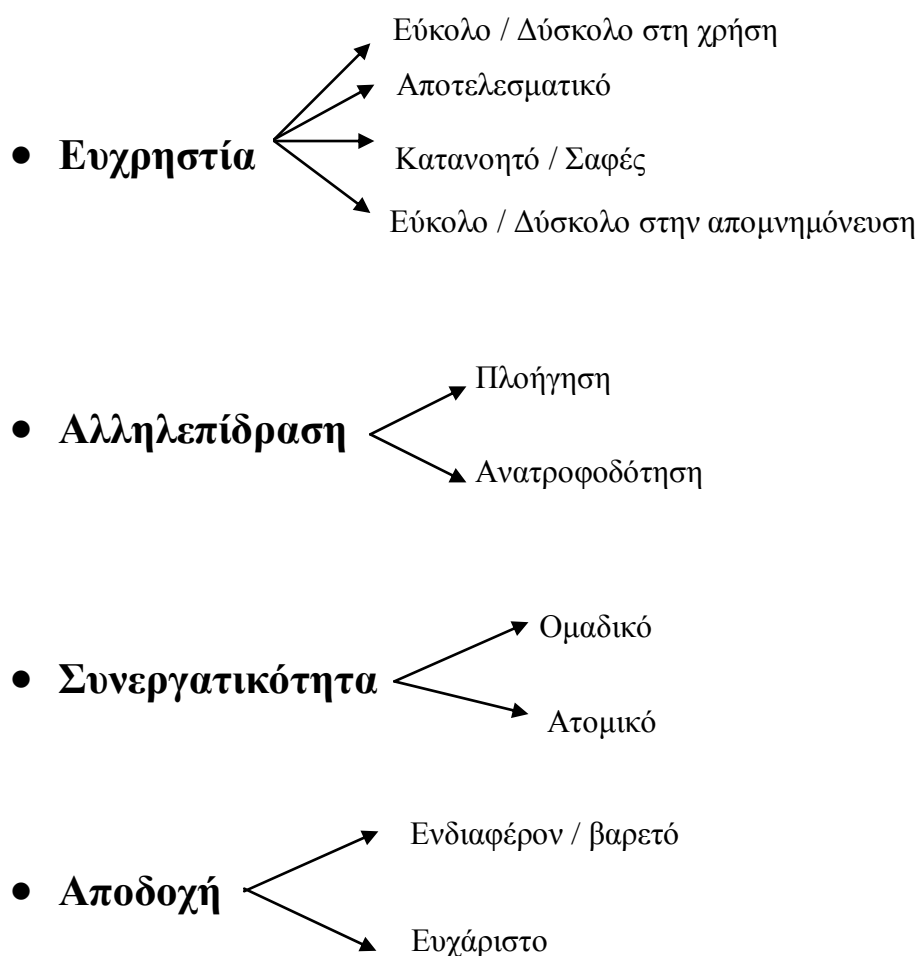 Εύκολο / Δύσκολο στη χρήση
Αποτελεσματικό
• Ευχρηστία
Κατανοητό / Σαφές
Εύκολο / Δύσκολο στην απομνημόνευση
Πλοήγηση
• Αλληλεπίδραση
Ανατροφοδότηση
Ομαδικό
• Συνεργατικότητα
Ατομικό
Ενδιαφέρον / βαρετό
• Αποδοχή
Ευχάριστο